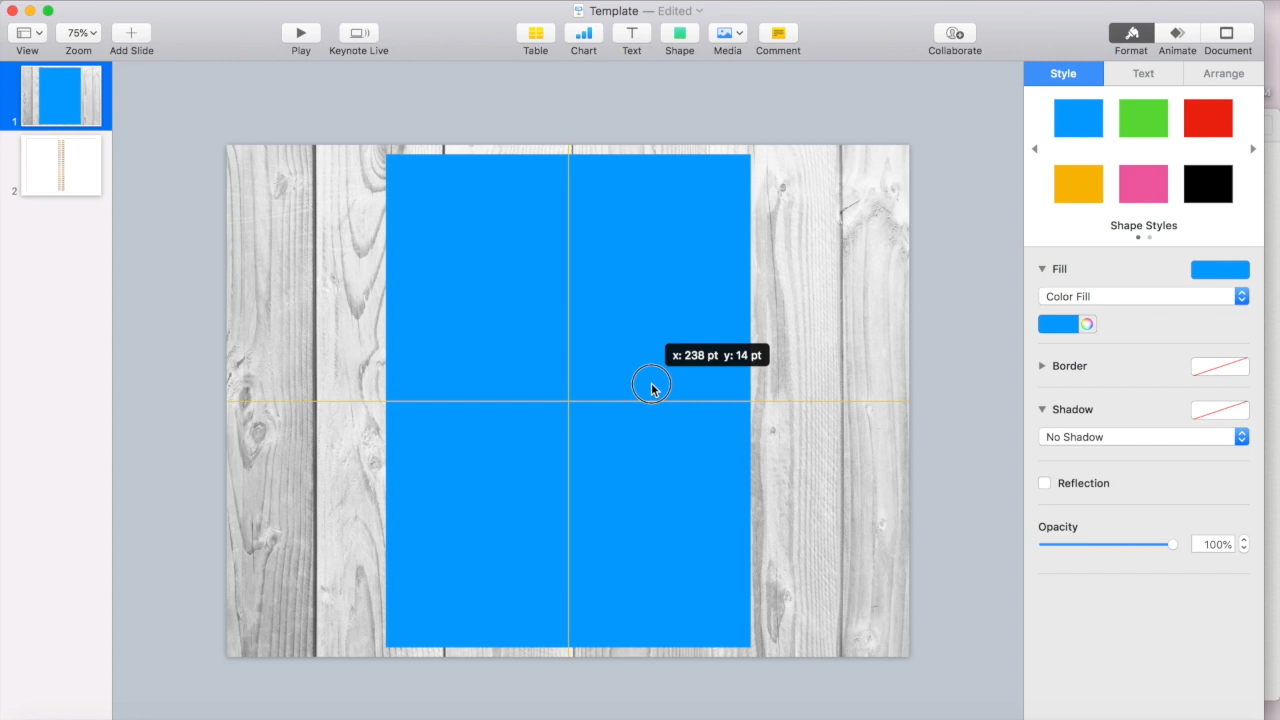 Template — Edited
75%
View
Zoom
Add Slide
Play
Keynote Live
Table
Chart
Text
Shape
Media
Comment
Collaborate
Format
Animate
Document
1
2
x: 238 pt y: 14 pt
Style
Text
Arrange
Shape Styles
Fill
Color Fill
Border
Shadow
No Shadow
Reflection
Opacity
100%